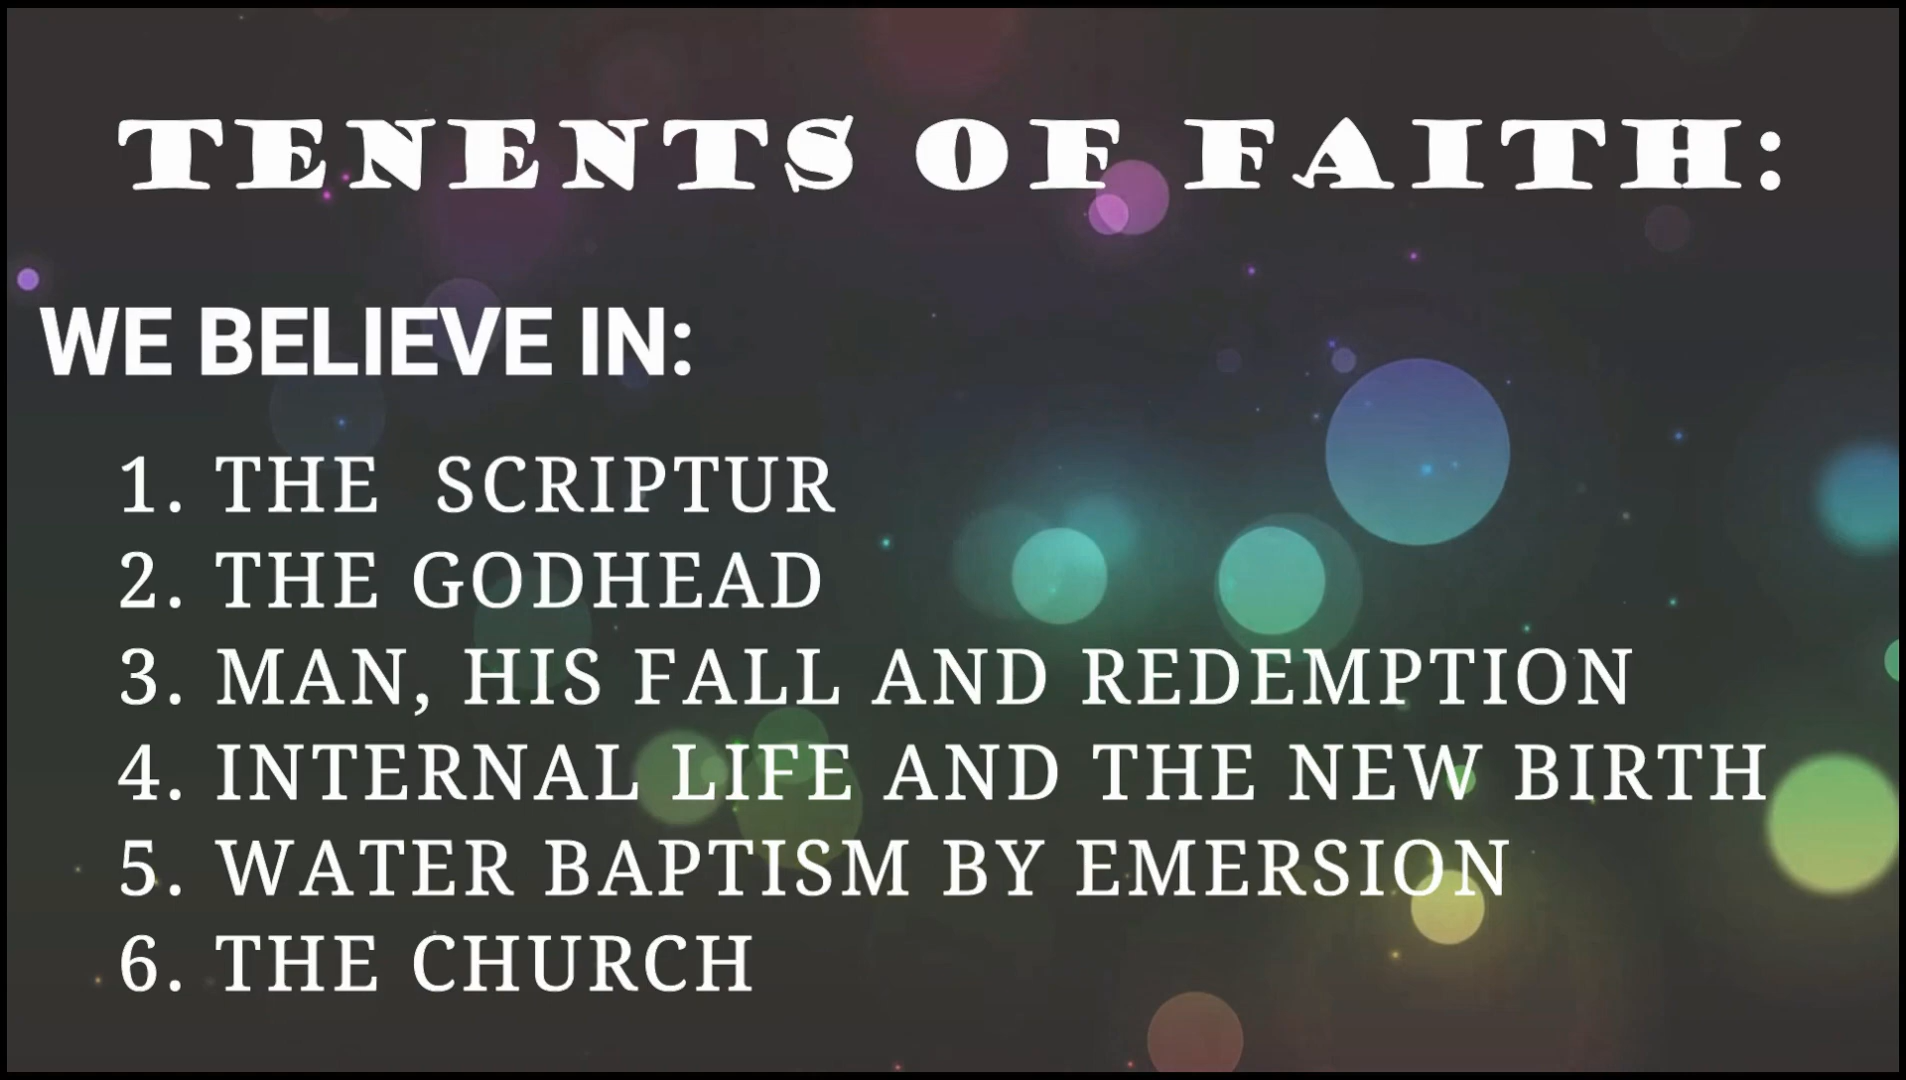 TENENTS OF FAITH:
WE BELIEVE IN:
1. THE SCRIPTUR
2. THE GODHEAD
3. MAN, HIS FALL AND REDEMPTION
4. INTERNAL LIFE AND THE NEW BIRTH
5. WATER BAPTISM BY EMERSION
6. THE CHURCH